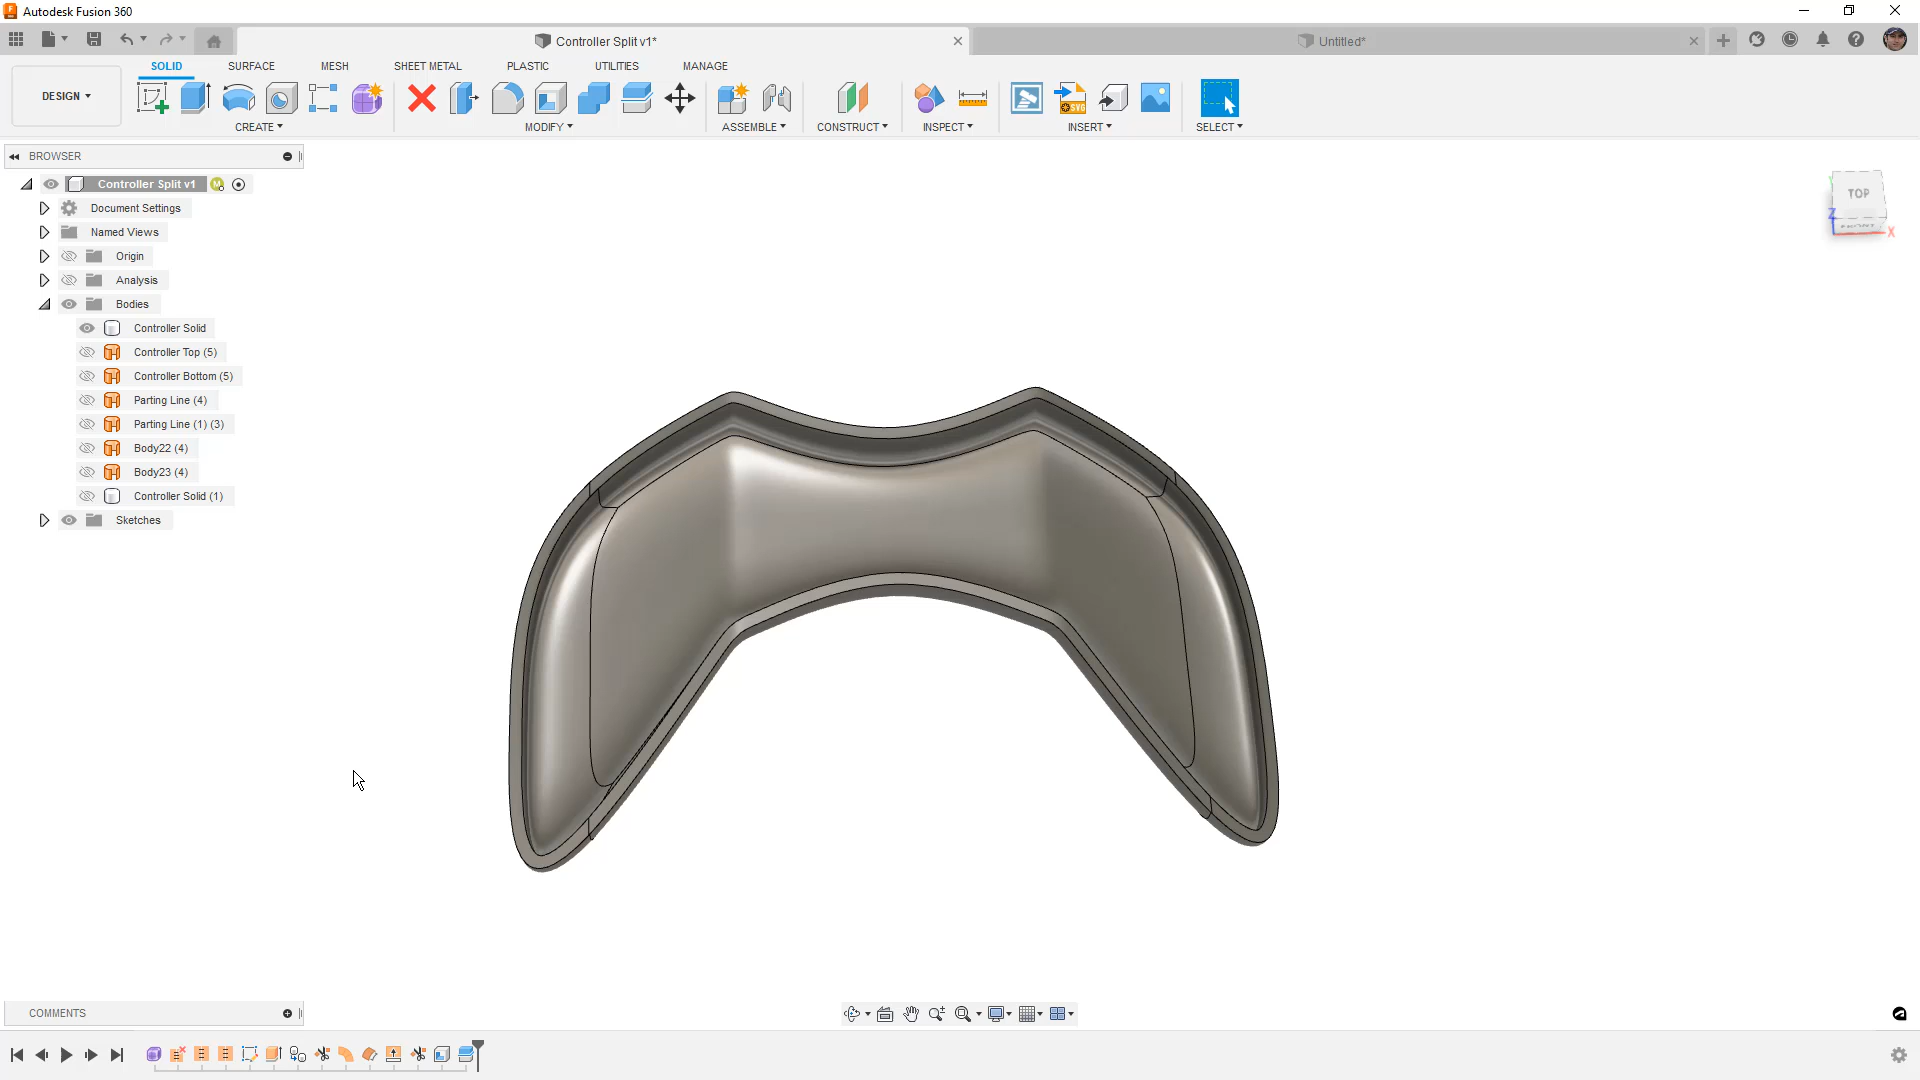 Autodesk Fusion 360
Controller Split v1*
Untitled*
DESIGN
SOLID SURFACE MESH SHEET METAL PLASTIC UTILITIES MANAGE
SVG
CREATE MODIFY ASSEMBLE CONSTRUCT INSPECT INSERT SELECT
BROWSER
Controller Split v1
M
Document Settings
Named Views
Origin
Analysis
Bodies
Controller Solid
Controller Top (5)
Controller Bottom (5)
Parting Line (4)
Parting Line (1) (3)
Body22 (4)
Body23 (4)
Controller Solid (1)
Sketches
TOP
FRONT
Z
X
COMMENTS